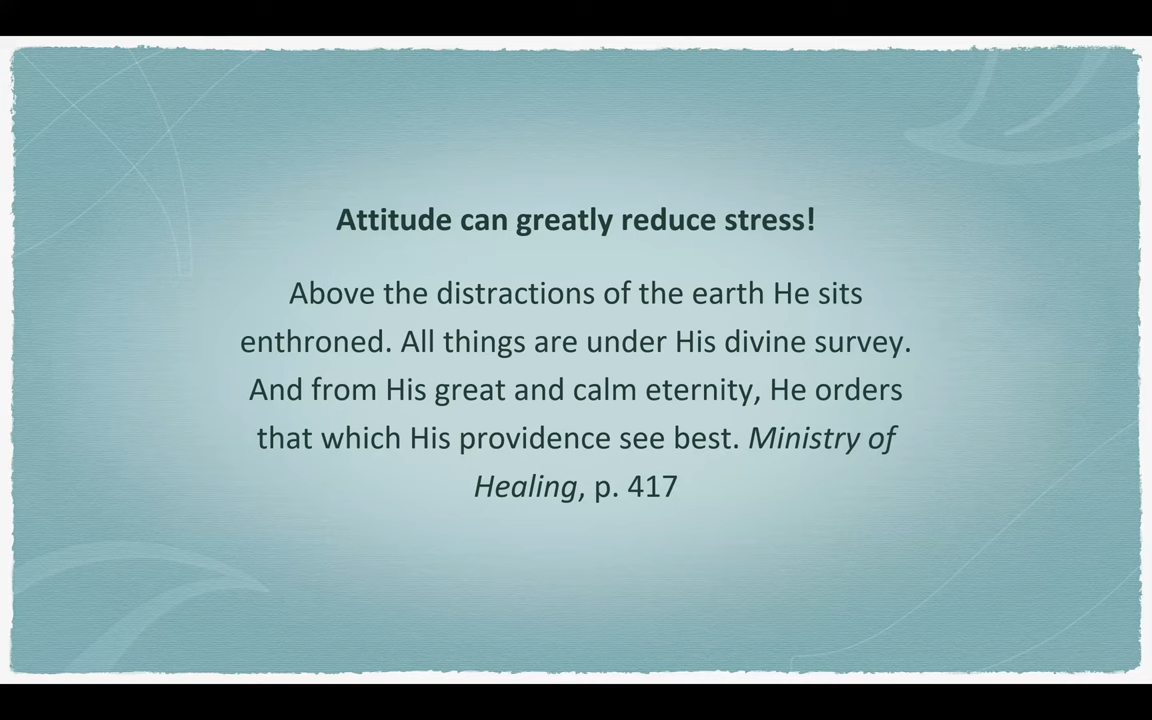 Attitude can greatly reduce stress!
Above the distractions of the earth He sits
enthroned. All things are under His divine survey.
And from His great and calm eternity, He orders
that which His providence see best. Ministry of
Healing, p. 417